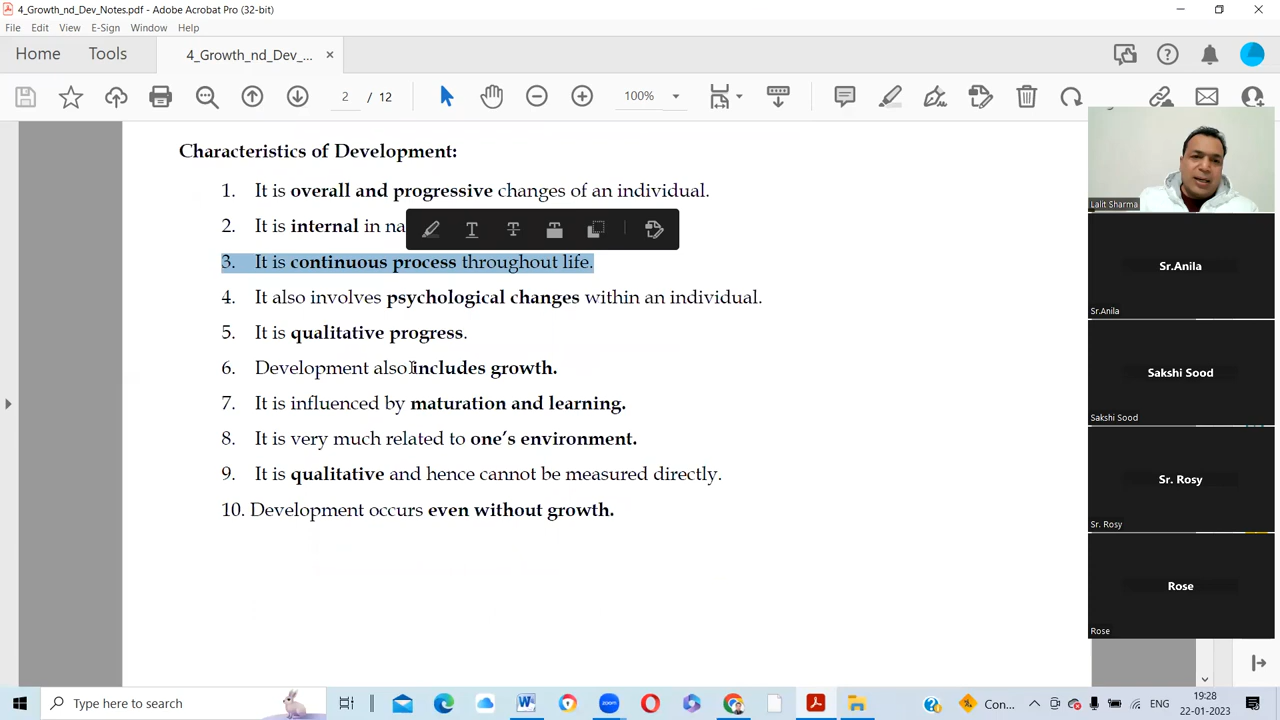 4_Growth_nd_Dev_Notes.pdf - Adobe Acrobat Pro (32-bit)
File Edit View E-Sign Window Help
Home Tools 4_Growth_nd_Dev_... ×
2 / 12 100%
Characteristics of Development:
1. It is overall and progressive changes of an individual.
2. It is internal in na
3. It is continuous process throughout life.
4. It also involves psychological changes within an individual.
5. It is qualitative progress.
6. Development also includes growth.
7. It is influenced by maturation and learning.
8. It is very much related to one’s environment.
9. It is qualitative and hence cannot be measured directly.
10. Development occurs even without growth.
Lalit Sharma
Sr.Anila
Sr.Anila
Sakshi Sood
Sakshi Sood
Sr. Rosy
Sr. Rosy
Rose
Rose
Type here to search
zoom
Con...
ENG
19:28
22-01-2023